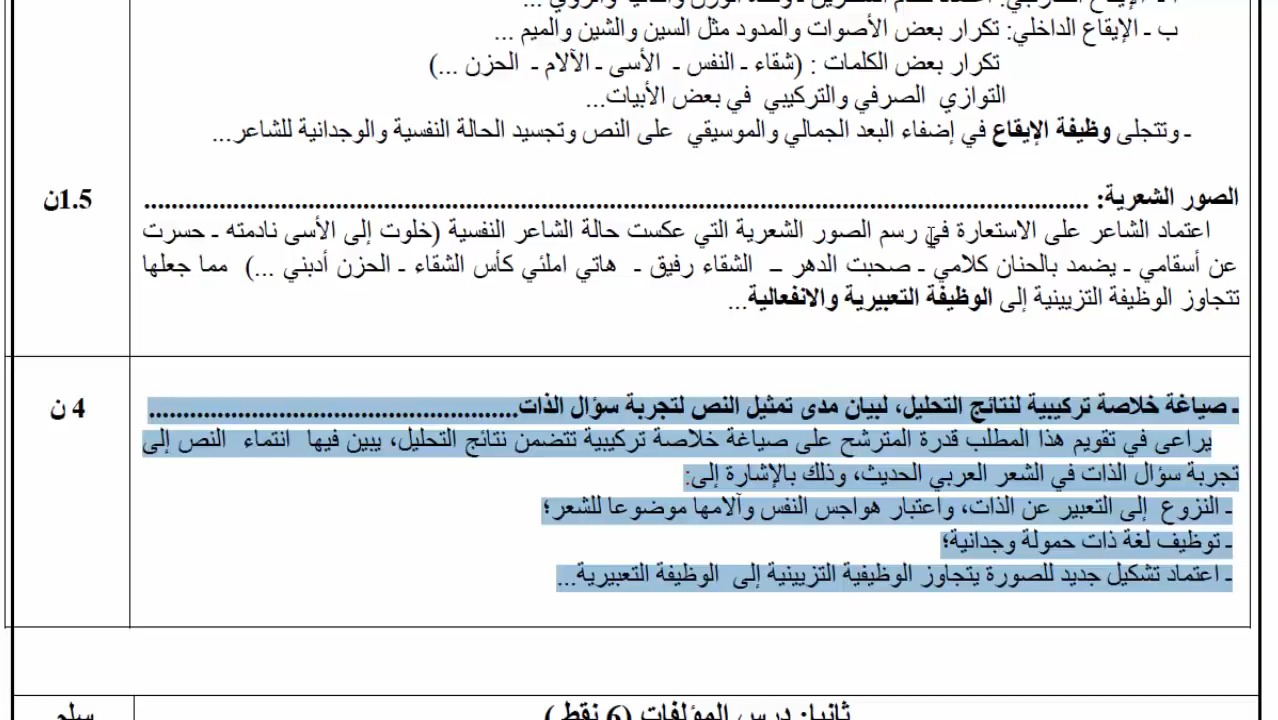 ب ـ الإيقاع الداخلي: تكرار بعض الأصوات والمدود مثل السين والشين والميم ...
تكرار بعض الكلمات : (شقاء ـ النفس ـ الأسى ـ الآلام ـ الحزن ...)
التوازي الصرفي والتركيبي في بعض الأبيات...
ـ وتتجلى وظيفة الإيقاع في إضفاء البعد الجمالي والموسيقي على النص وتجسيد الحالة النفسية والوجدانية للشاعر...
الصور الشعرية: ........................................................................................................................ 1.5ن
اعتماد الشاعر على الاستعارة في رسم الصور الشعرية التي عكست حالة الشاعر النفسية (خلوت إلى الأسى نادمته ـ حسرت
عن أسقامي ـ يضمد بالحنان كلامي ـ صحبت الدهر ــ الشقاء رفيق ـ هاتي املئي كأس الشقاء ـ الحزن أدبني ...) مما جعلها
تتجاوز الوظيفة التزيينية إلى الوظيفة التعبيرية والانفعالية...
ـ صياغة خلاصة تركيبية لنتائج التحليل، لبيان مدى تمثيل النص لتجربة سؤال الذات...................................................... 4 ن
يراعى في تقويم هذا المطلب قدرة المترشح على صياغة خلاصة تركيبية تتضمن نتائج التحليل، يبين فيها انتماء النص إلى
تجربة سؤال الذات في الشعر العربي الحديث، وذلك بالإشارة إلى:
ـ النزوع إلى التعبير عن الذات، واعتبار هواجس النفس وآلامها موضوعا للشعر؛
ـ توظيف لغة ذات حمولة وجدانية؛
ـ اعتماد تشكيل جديد للصورة يتجاوز الوظيفية التزيينية إلى الوظيفة التعبيرية...
ثانيا: درس المؤلفات (6 نقط) سلم